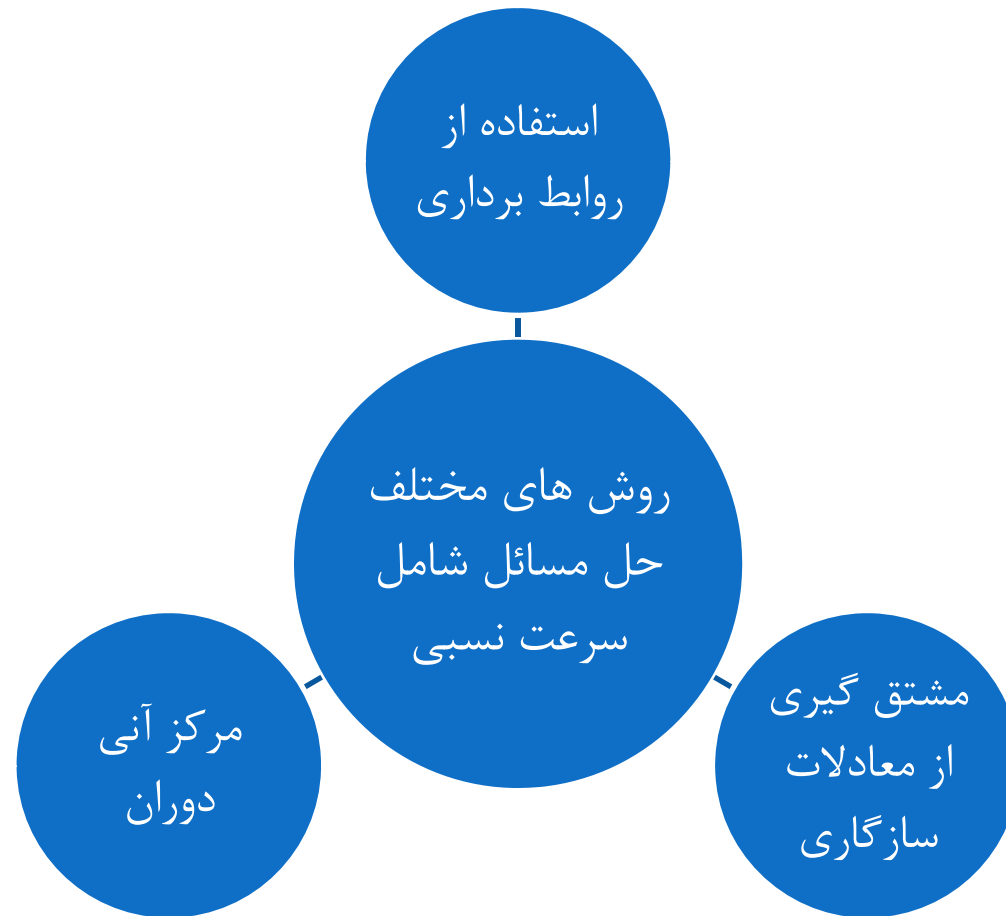 استفاده از
روابط برداری
روش های مختلف
حل مسائل شامل
سرعت نسبی
مشتق گیری
از معادلات
سازگاری
مرکز آنی
دوران